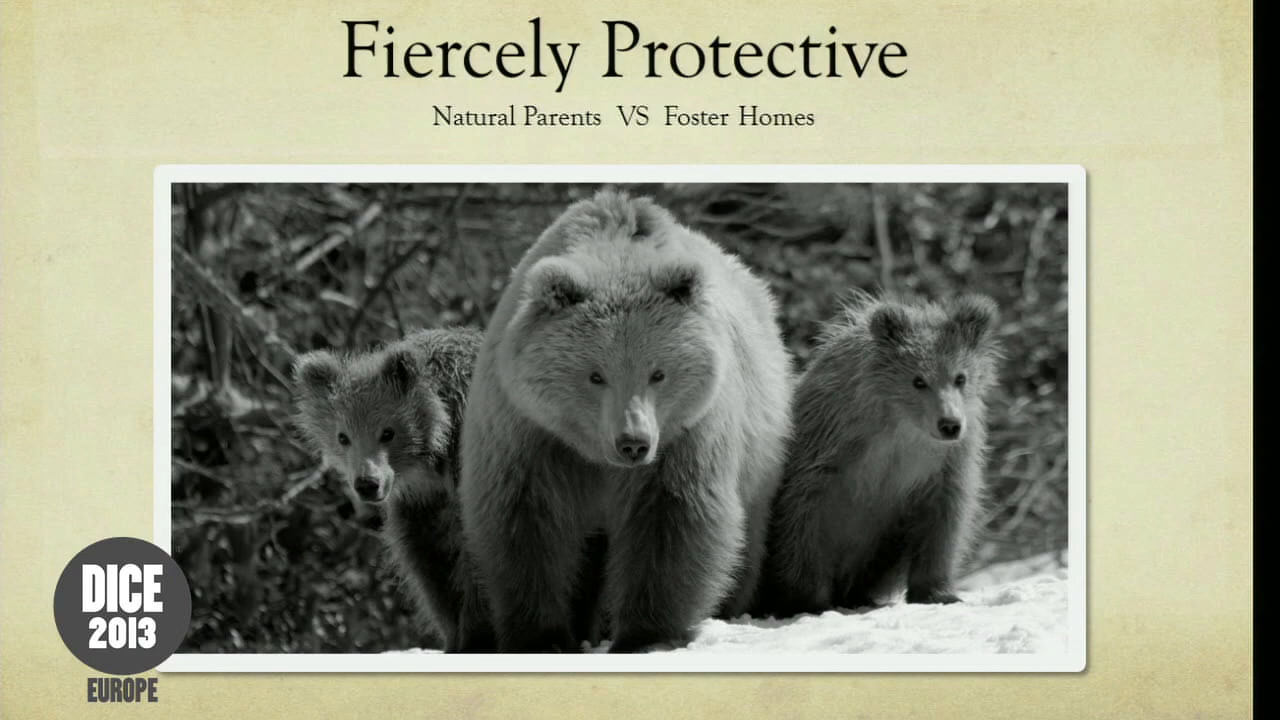 Fiercely Protective
Natural Parents VS Foster Homes
DICE
2013
EUROPE